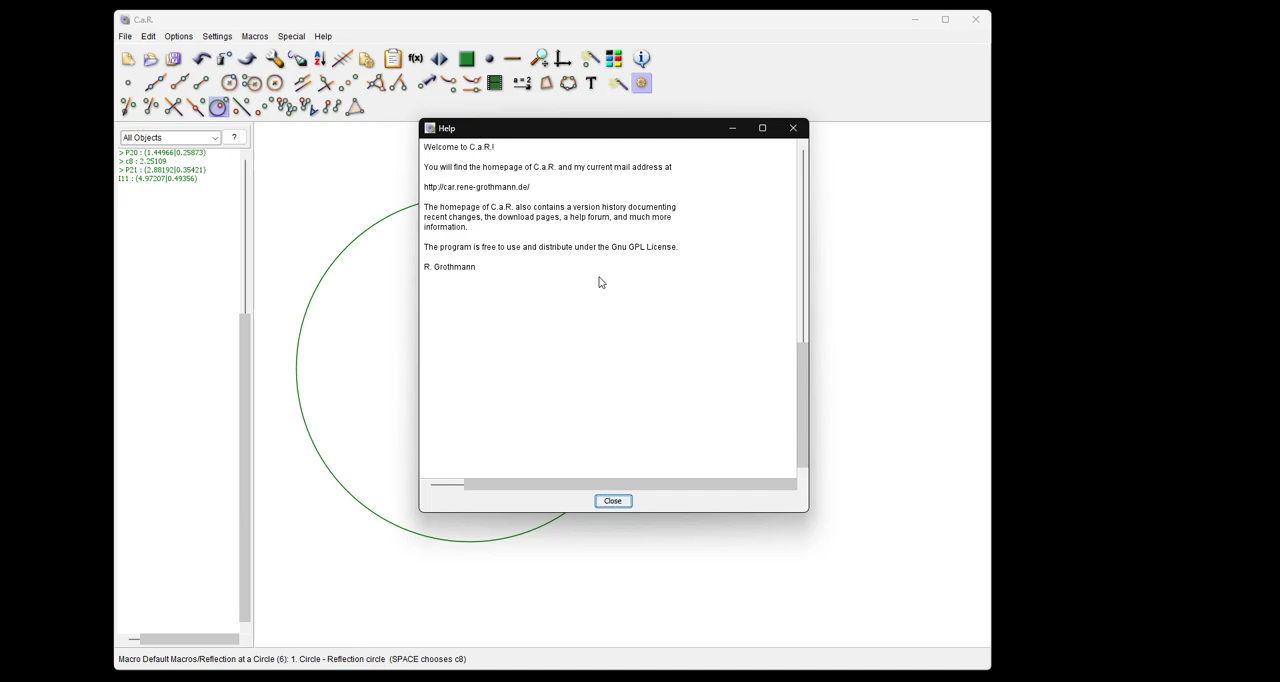 C.a.R.
File Edit Options Settings Macros Special Help
f(x)
a = 2
T
All Objects
?
> P20 : (1.44966|0.25873)
> c8 : 2.25109
> P21 : (2.88192|0.35421)
I11 : (4.97207|0.49356)
Help
Welcome to C.a.R.!
You will find the homepage of C.a.R. and my current mail address at
http://car.rene-grothmann.de/
The homepage of C.a.R. also contains a version history documenting
recent changes, the download pages, a help forum, and much more
information.
The program is free to use and distribute under the Gnu GPL License.
R. Grothmann
Close
Macro Default Macros/Reflection at a Circle (6): 1. Circle - Reflection circle (SPACE chooses c8)